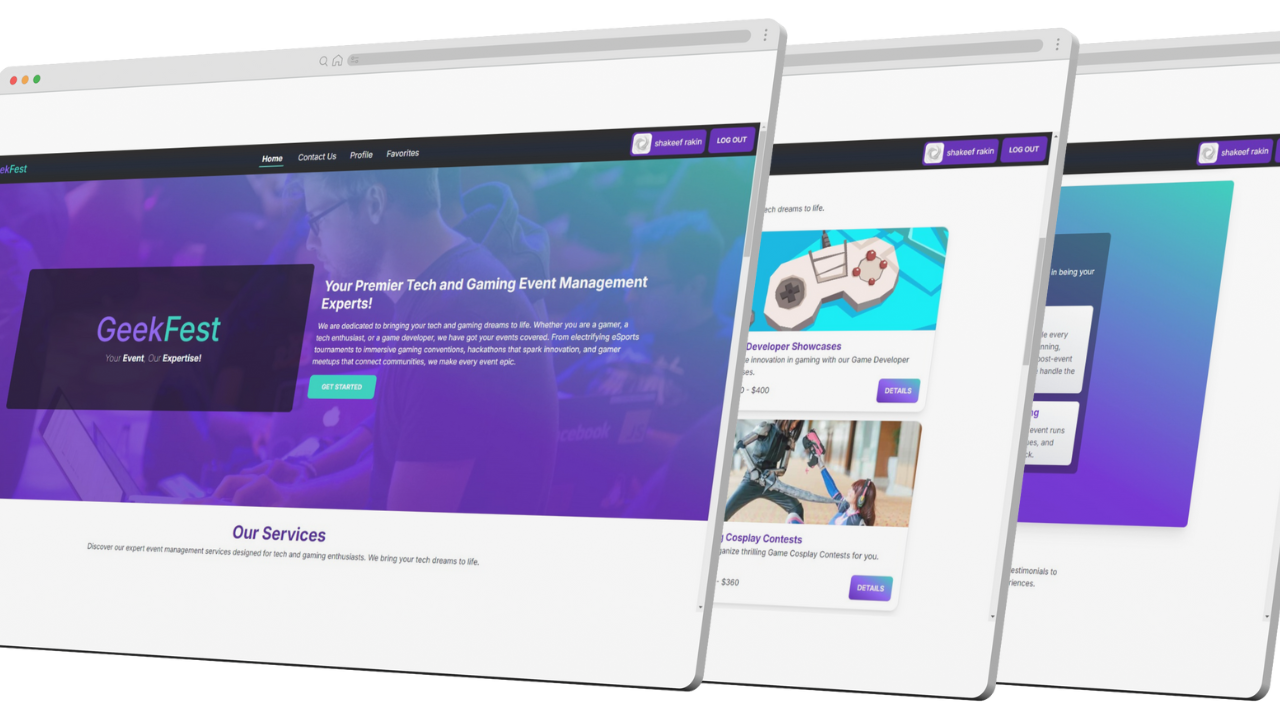 ekFest
Home
Contact Us
Profile
Favorites
shakeef rakin
LOG OUT
GeekFest
Your Event, Our Expertise!
Your Premier Tech and Gaming Event Management
Experts!
We are dedicated to bringing your tech and gaming dreams to life. Whether you are a gamer, a
tech enthusiast, or a game developer, we have got your events covered. From electrifying eSports
tournaments to immersive gaming conventions, hackathons that spark innovation, and gamer
meetups that connect communities, we make every event epic.
GET STARTED
Our Services
Discover our expert event management services designed for tech and gaming enthusiasts. We bring your tech dreams to life.
shakeef rakin
LOG OUT
ech dreams to life.
Developer Showcases
e innovation in gaming with our Game Developer
ses.
- $400
DETAILS
Cosplay Contests
ganize thrilling Game Cosplay Contests for you.
- $360
DETAILS
shakeef rakin
in being your
le every
nning,
post-event
handle the
ng
event runs
ues, and
ck.
estimonials to
riences.